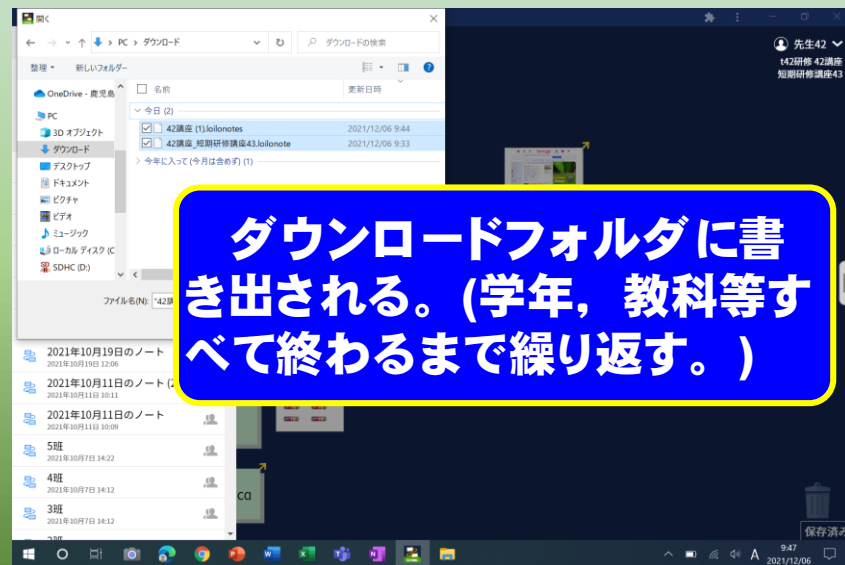 開く
PC › ダウンロード
ダウンロードの検索
整理
新しいフォルダー
OneDrive - 鹿児島
PC
3D オブジェクト
ダウンロード
デスクトップ
ドキュメント
ピクチャ
ビデオ
ミュージック
ローカル ディスク (C
SDHC (D:)
名前
更新日時
今日 (2)
42講座 (1).loilonotes
2021/12/06 9:44
42講座_短期研修講座43.loilonote
2021/12/06 9:33
今年に入って (今月は含めず) (1)
ファイル名(N):
先生42
t42研修 42講座
短期研修講座43
ダウンロードフォルダに書
き出される。(学年，教科等す
べて終わるまで繰り返す。)
2021年10月19日のノート
2021年10月19日 12:06
2021年10月11日のノート (2
2021年10月11日 10:11
2021年10月11日のノート
2021年10月11日 10:09
5班
2021年10月7日 14:22
4班
2021年10月7日 14:12
3班
2021年10月7日 14:12
ca
保存済み
A
9:47
2021/12/06